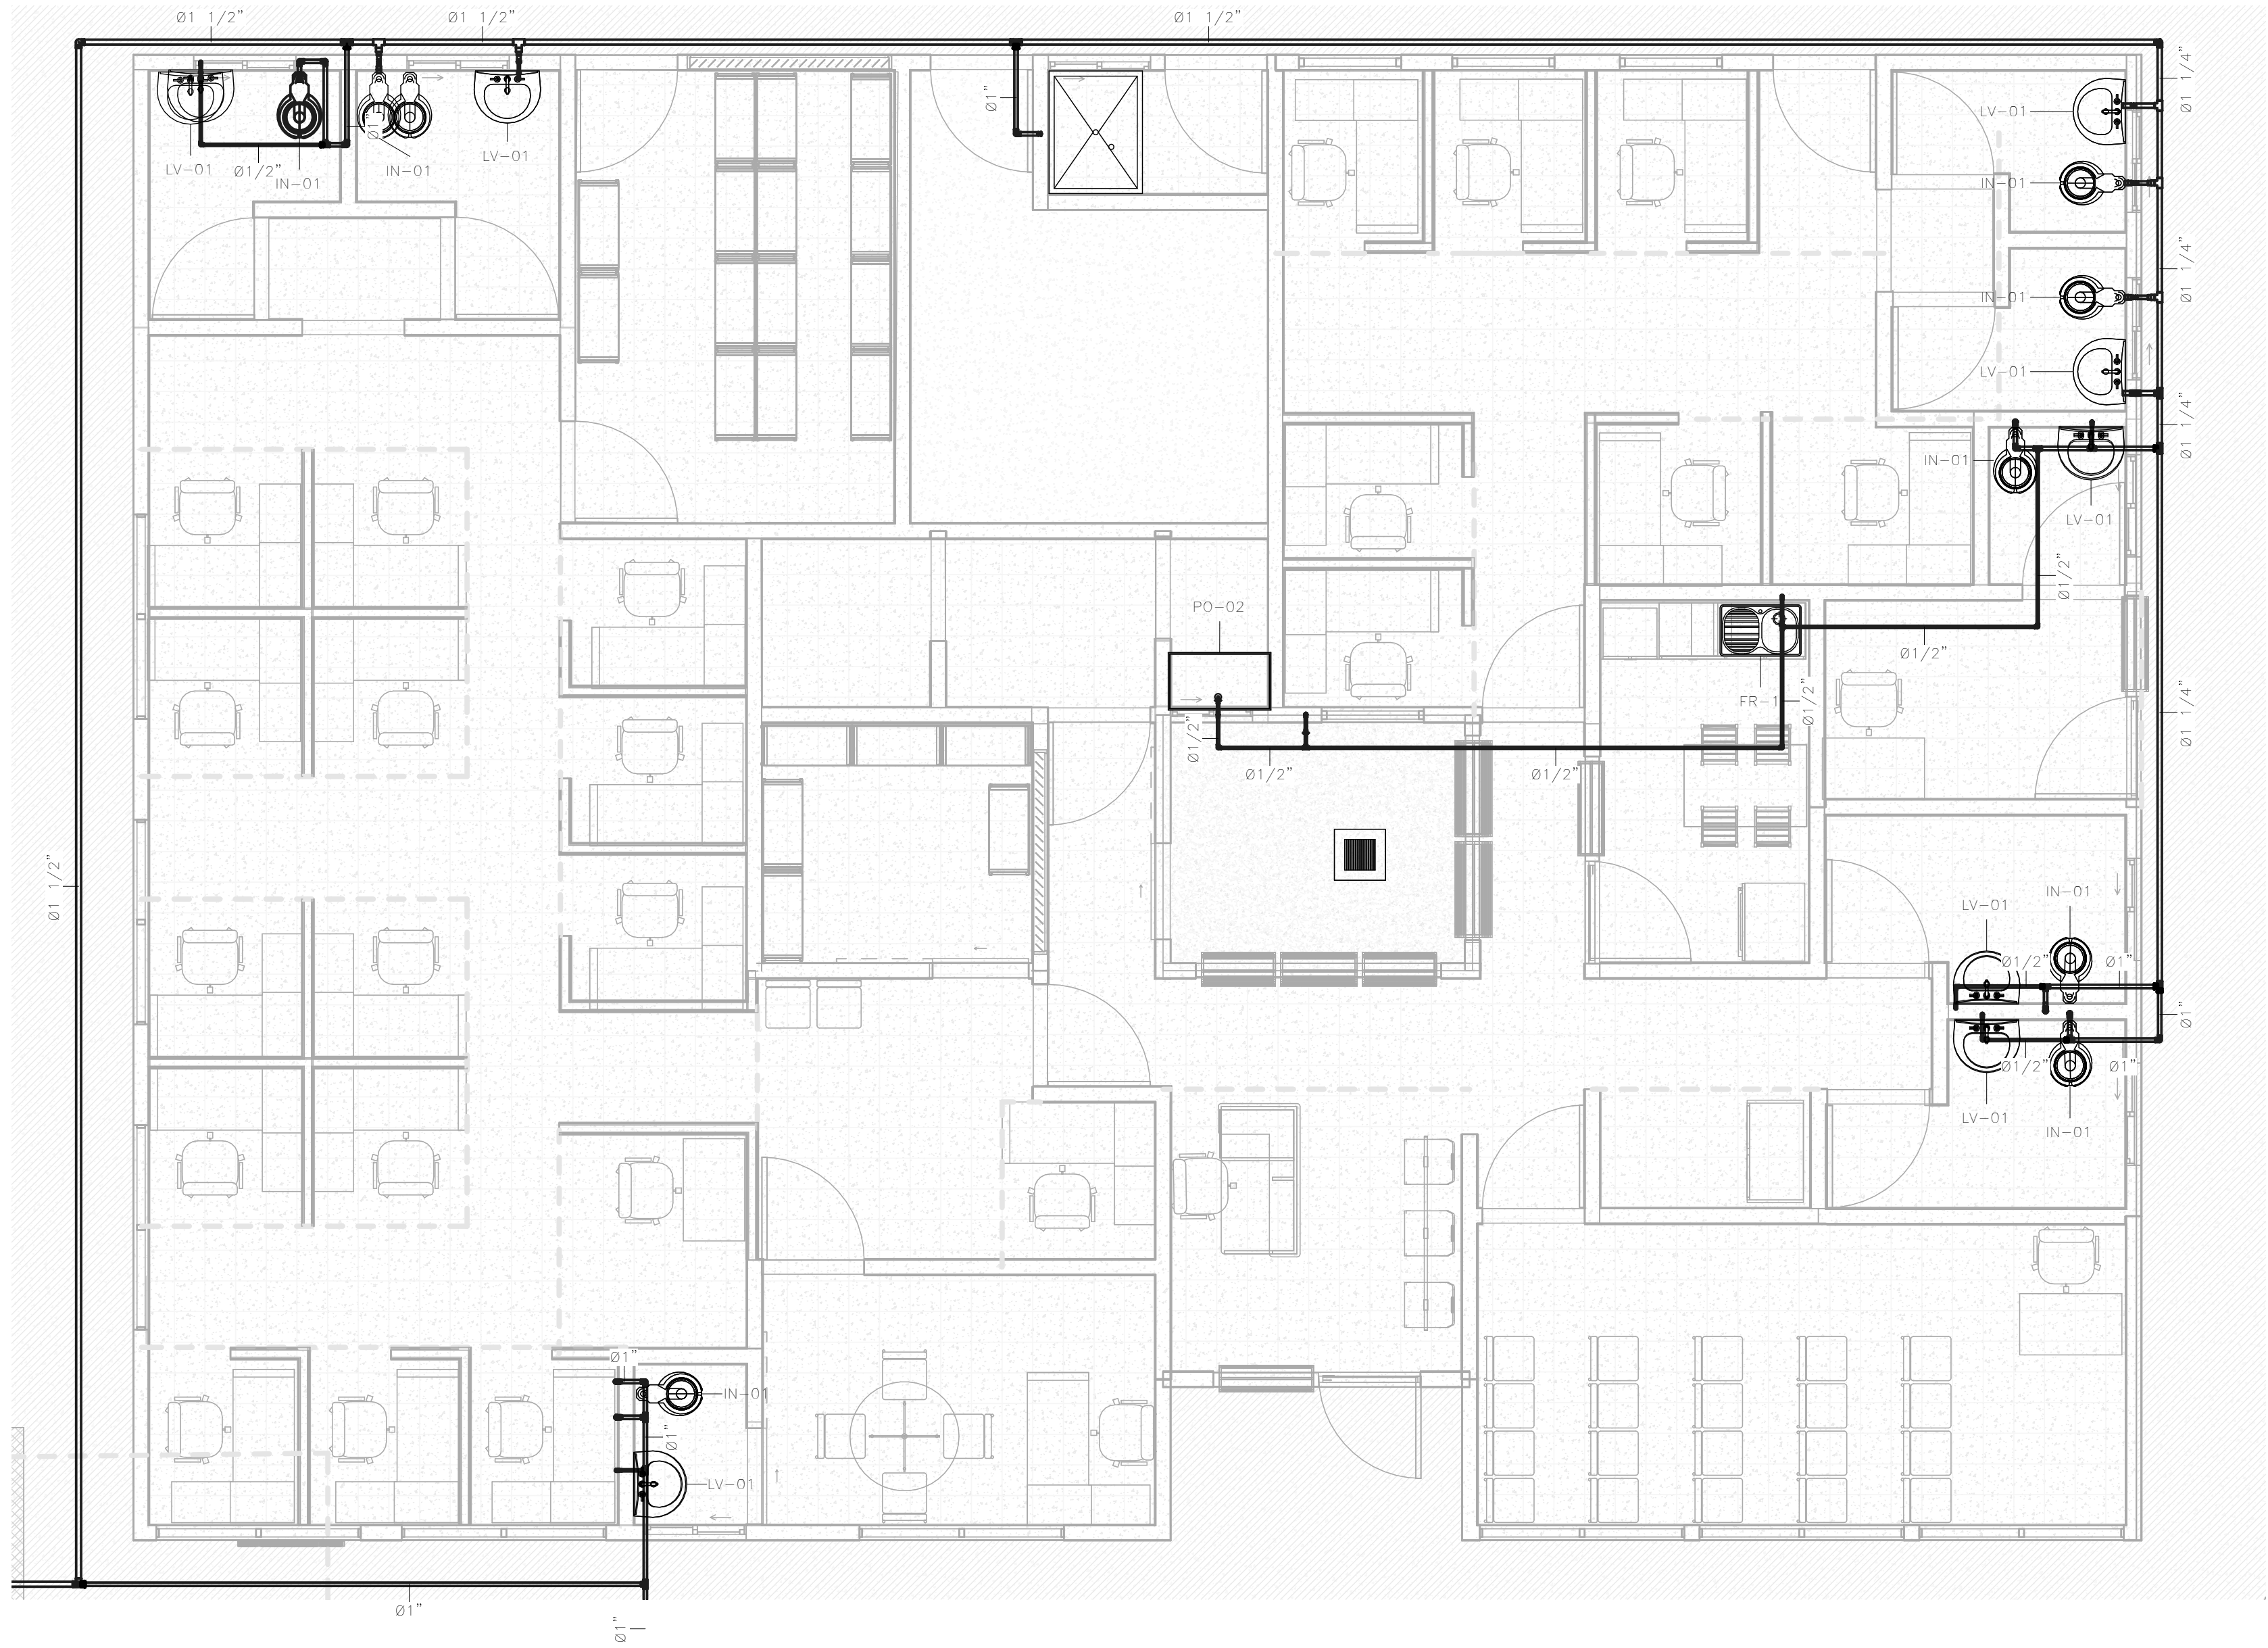 Ø1 1/2”
Ø1 1/2”
Ø1 1/2”
Ø1 1/4”
Ø1”
Ø1”
LV-01
LV-01
Ø1/2”
IN-01
IN-01
LV-01
IN-01
Ø1 1/4”
IN-01
LV-01
Ø1 1/4”
IN-01
LV-01
Ø1/2”
PO-02
Ø1/2”
FR-1
Ø1/2”
Ø1 1/4”
Ø1/2”
Ø1/2”
Ø1/2”
Ø1 1/2”
IN-01
LV-01
Ø1/2”
Ø1”
Ø1”
Ø1/2”
Ø1”
LV-01
IN-01
Ø1”
IN-01
Ø1”
LV-01
Ø1”
Ø1”